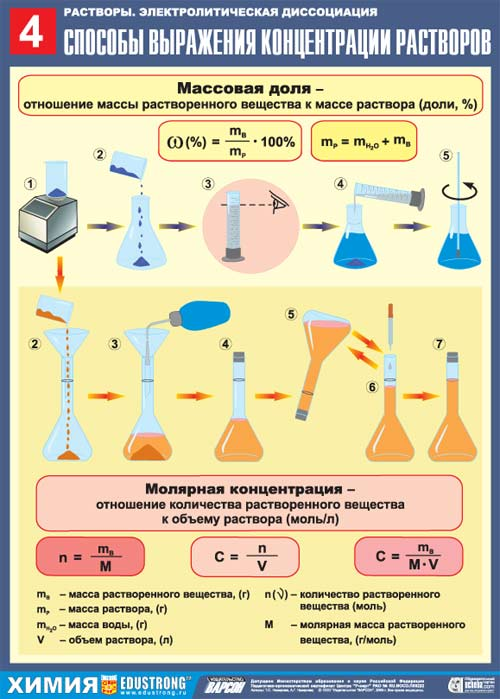 4
РАСТВОРЫ. ЭЛЕКТРОЛИТИЧЕСКАЯ ДИССОЦИАЦИЯ
СПОСОБЫ ВЫРАЖЕНИЯ КОНЦЕНТРАЦИИ РАСТВОРОВ
Массовая доля –
отношение массы растворенного вещества к массе раствора (доли, %)
ω(%) = mв / mр · 100%
mр = mH₂O + mв
1
2
3
4
5
2
3
4
5
6
7
Молярная концентрация –
отношение количества растворенного вещества
к объему раствора (моль/л)
n = mв / M
C = n / V
C = mв / M·V
mв – масса растворенного вещества, (г)
mр – масса раствора, (г)
mH₂O – масса воды, (г)
V – объем раствора, (л)
n(√) – количество растворенного
вещества (моль)
M – молярная масса растворенного
вещества, (г/моль)
ХИМИЯ
EDUSTRONG
www.edustrong.ru
ВАРСОН